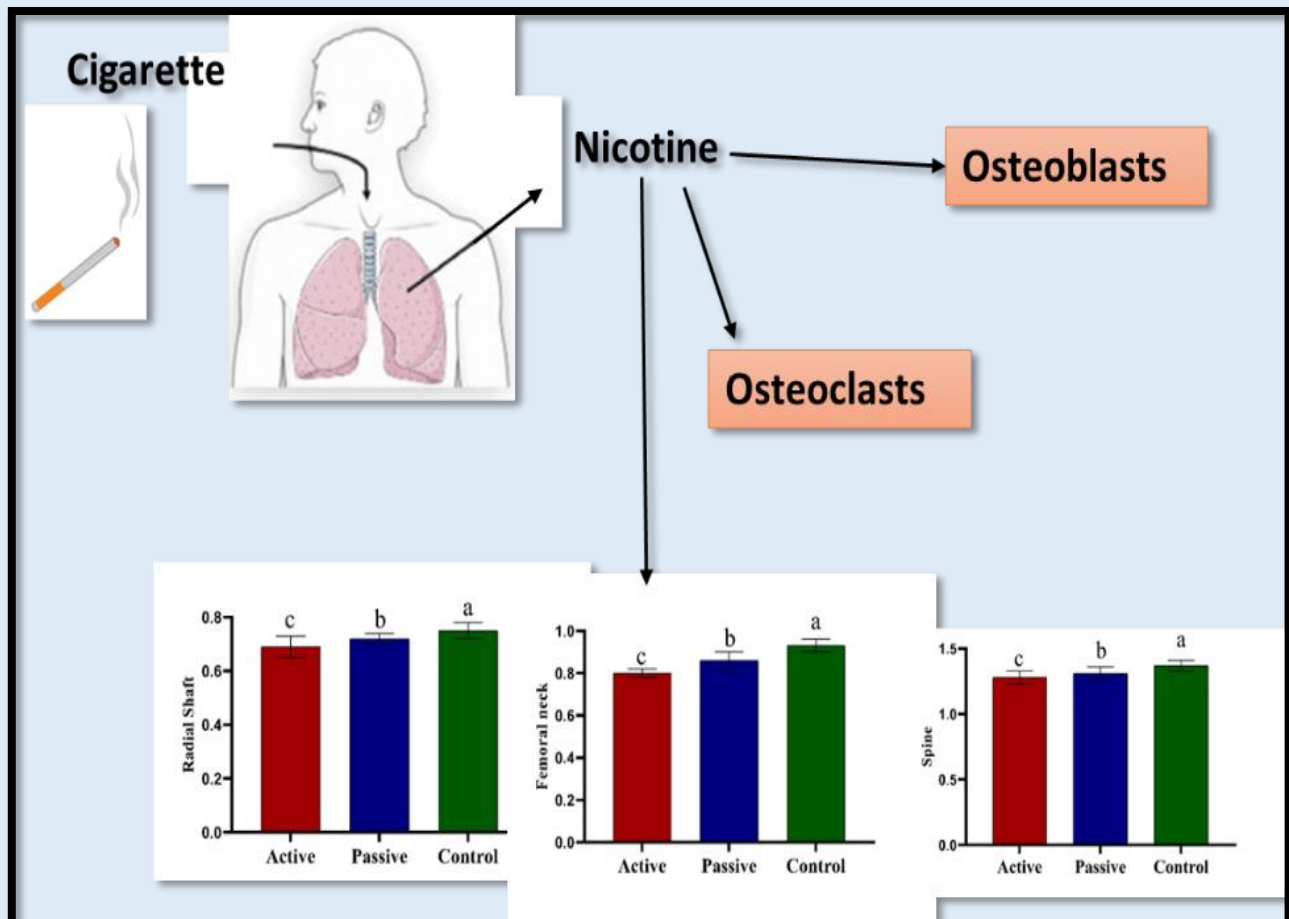 Cigarette
Nicotine
Osteoblasts
Osteoclasts
Radial Shaft
0.8
0.6
0.4
0.2
0.0
c
b
a
Active Passive Control
Femoral neck
1.0
0.8
0.6
0.4
0.2
0.0
c
b
a
Active Passive Control
Spine
1.5
1.0
0.5
0.0
c
b
a
Active Passive Control